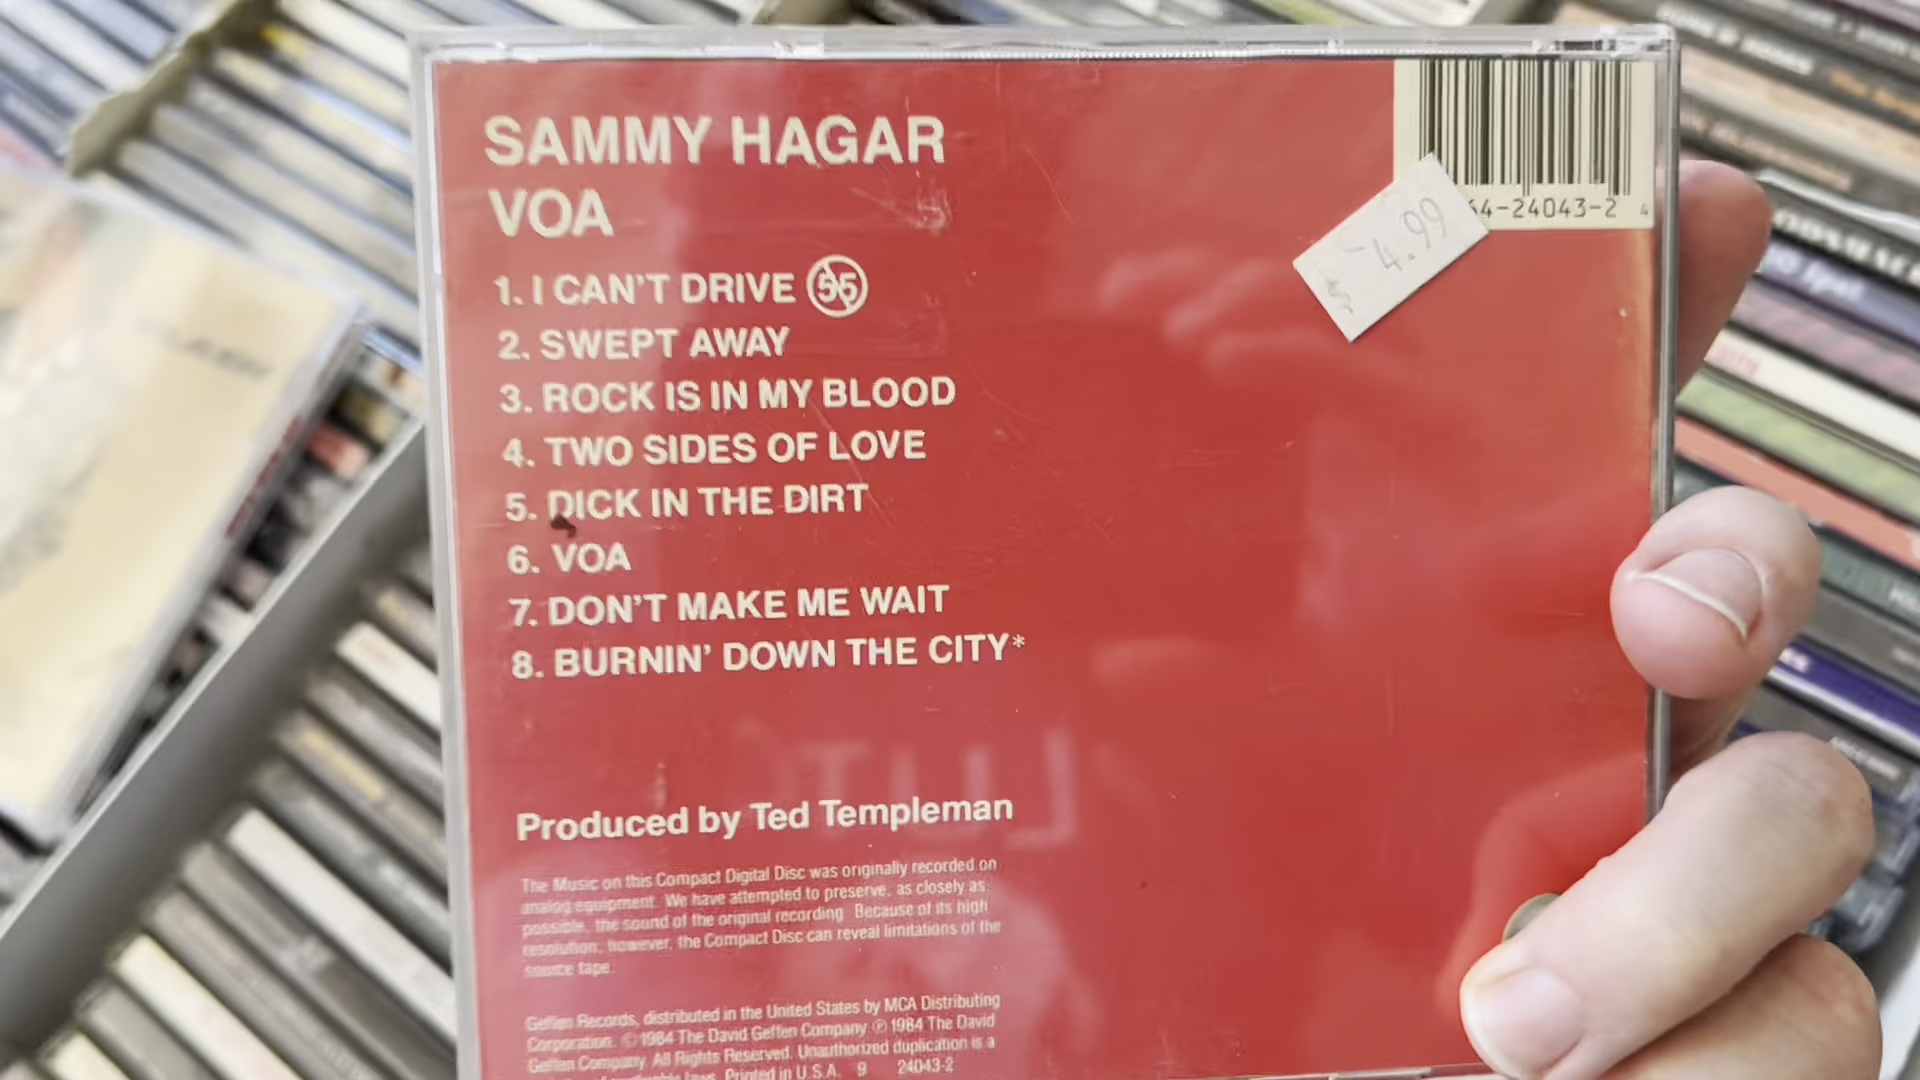 SAMMY HAGAR
VOA
1. I CAN'T DRIVE 55
2. SWEPT AWAY
3. ROCK IS IN MY BLOOD
4. TWO SIDES OF LOVE
5. DICK IN THE DIRT
6. VOA
7. DON'T MAKE ME WAIT
8. BURNIN' DOWN THE CITY*
64-24043-2 4
4.99
Produced by Ted Templeman
The Music on this Compact Digital Disc was originally recorded on
analog equipment. We have attempted to preserve, as closely as
possible, the sound of the original recording. Because of its high
resolution, however, the Compact Disc can reveal limitations of the
source tape.
Geffen Records, distributed in the United States by MCA Distributing
Corporation. © 1984 The David Geffen Company ℗ 1984 The David
Geffen Company. All Rights Reserved. Unauthorized duplication is a
laws. Printed in U.S.A. 9 24043-2